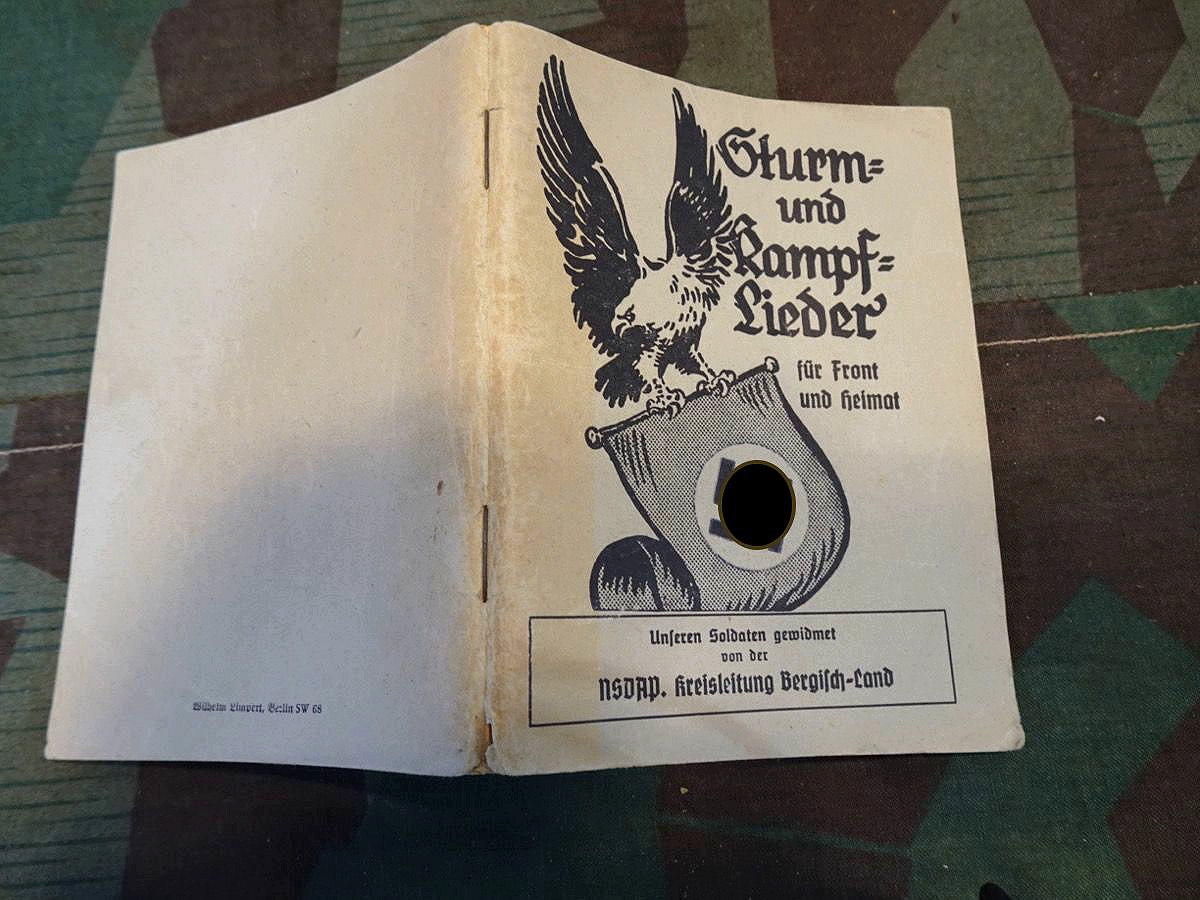 Sturm=
und
Kampf=
Lieder
für Front
und Heimat
Unseren Soldaten gewidmet
von der
NSDAP. Kreisleitung Bergisch-Land
Wilhelm Limpert, Berlin SW 68